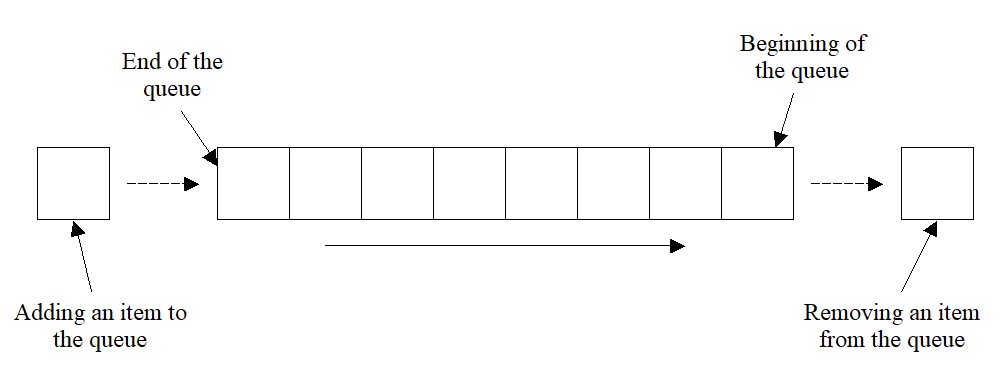 End of the
queue
Beginning of
the queue
Adding an item to
the queue
Removing an item
from the queue